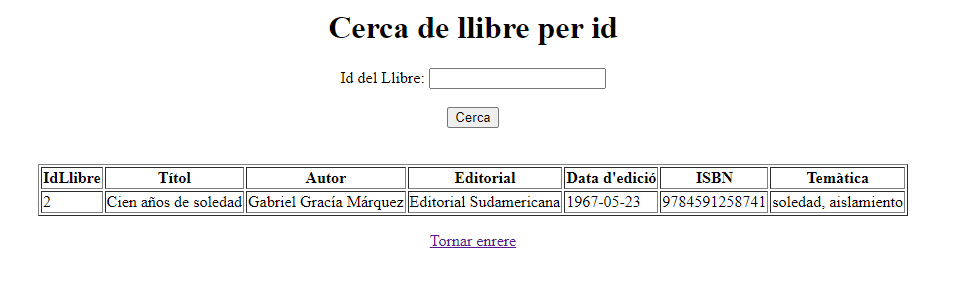 Cerca de llibre per id
Id del Llibre:
Cerca
IdLlibre Títol Autor Editorial Data d'edició ISBN Temàtica
2 Cien años de soledad Gabriel Gracía Márquez Editorial Sudamericana 1967-05-23 9784591258741 soledad, aislamiento
Tornar enrere